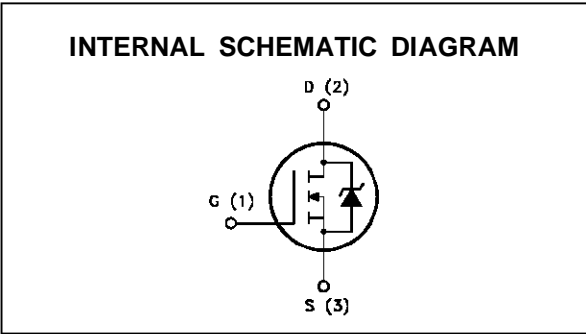 INTERNAL SCHEMATIC DIAGRAM
D (2)
G (1)
S (3)